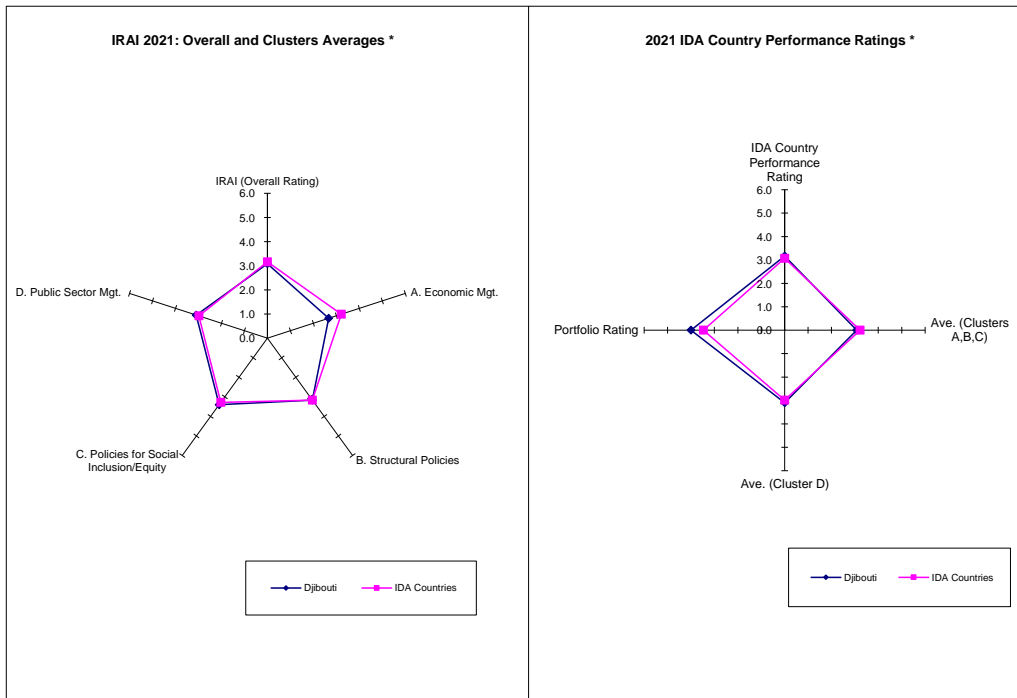 IRAI 2021: Overall and Clusters Averages *
IRAI (Overall Rating)
6.0
5.0
4.0
3.0
2.0
1.0
0.0
A. Economic Mgt.
B. Structural Policies
C. Policies for Social
Inclusion/Equity
D. Public Sector Mgt.
Djibouti
IDA Countries
2021 IDA Country Performance Ratings *
IDA Country
Performance
Rating
6.0
5.0
4.0
3.0
2.0
1.0
0.0
Ave. (Clusters
A,B,C)
Ave. (Cluster D)
Portfolio Rating
Djibouti
IDA Countries